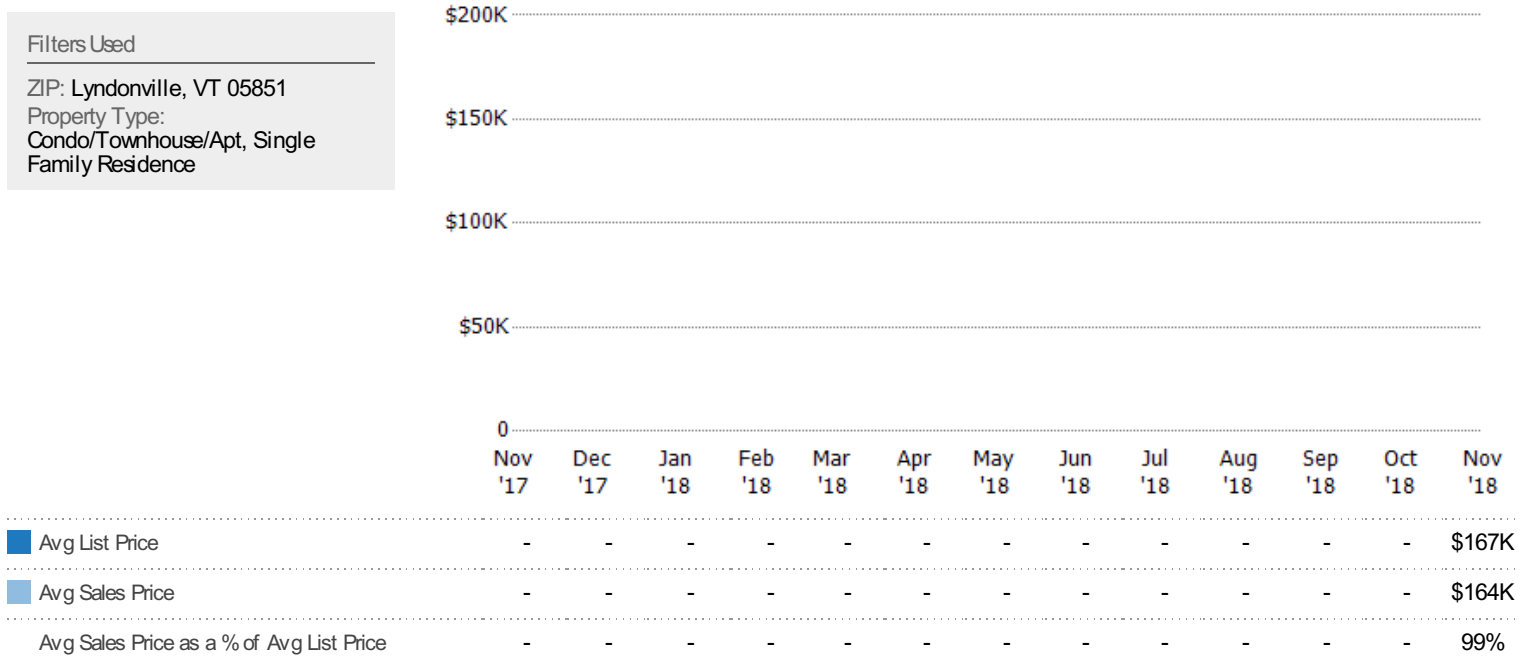 Filters Used
ZIP: Lyndonville, VT 05851
Property Type:
Condo/Townhouse/Apt, Single
Family Residence
$200K
$150K
$100K
$50K
0
Nov Dec Jan Feb Mar Apr May Jun Jul Aug Sep Oct Nov
'17 '17 '18 '18 '18 '18 '18 '18 '18 '18 '18 '18 '18
Avg List Price - - - - - - - - - - - - $167K
Avg Sales Price - - - - - - - - - - - - $164K
Avg Sales Price as a % of Avg List Price - - - - - - - - - - - - 99%